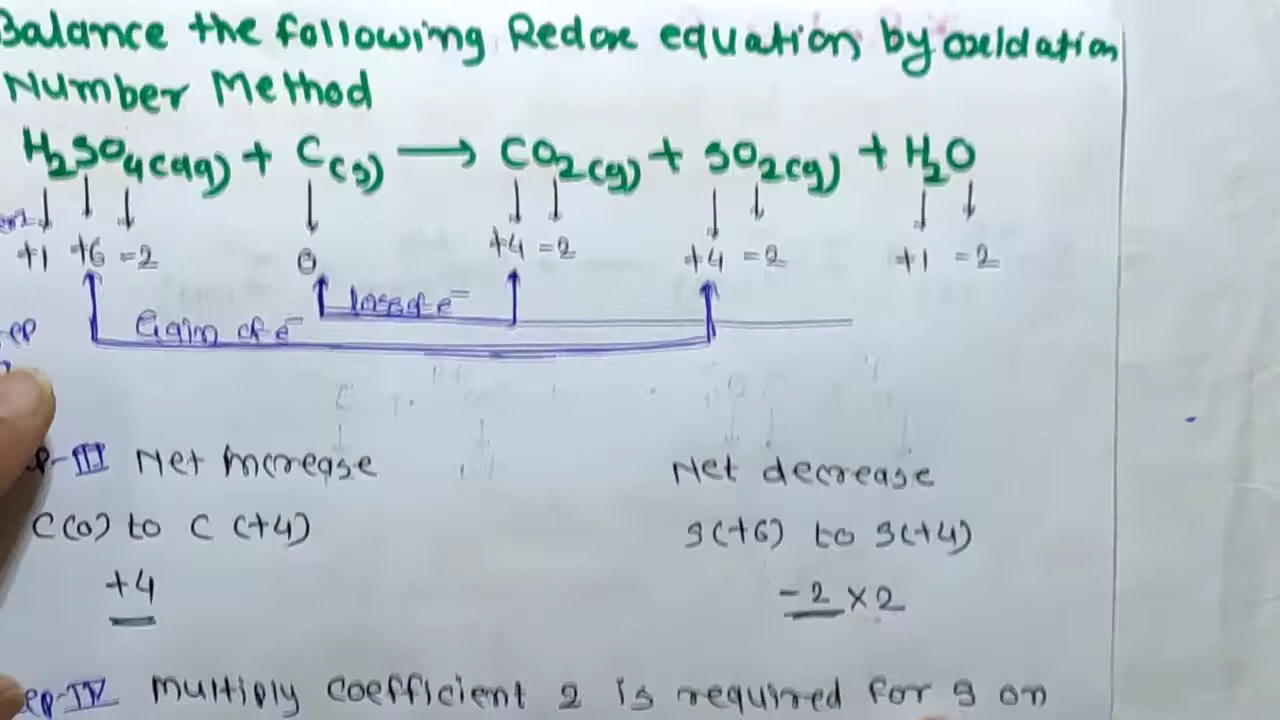 Balance the following Redox equation by oxidation
Number Method
H2SO4(aq) + C(s) → CO2(g) + SO2(g) + H2O
+1 +6 -2 0 +4 -2 +4 -2 +1 -2
loss of e⁻
Gain of e⁻
Net increase Net decrease
C(0) to C (+4) S(+6) to S(+4)
+4 -2 × 2
Multiply coefficient 2 is required for S on